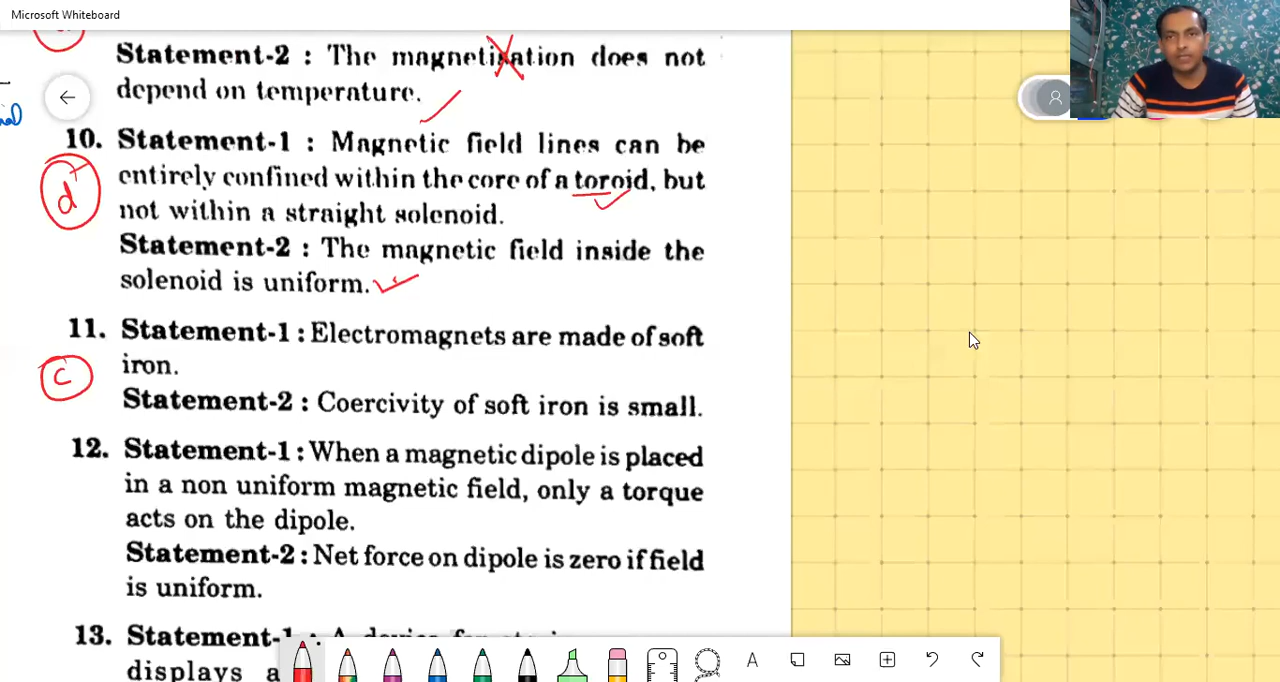 Microsoft Whiteboard
Statement-2 : The magnetization does not
depend on temperature.
10. Statement-1 : Magnetic field lines can be
entirely confined within the core of a toroid, but
not within a straight solenoid.
d
Statement-2 : The magnetic field inside the
solenoid is uniform.
11. Statement-1 : Electromagnets are made of soft
iron.
c
Statement-2 : Coercivity of soft iron is small.
12. Statement-1 : When a magnetic dipole is placed
in a non uniform magnetic field, only a torque
acts on the dipole.
Statement-2 : Net force on dipole is zero if field
is uniform.
13. Statement-1 : A
displays a
A